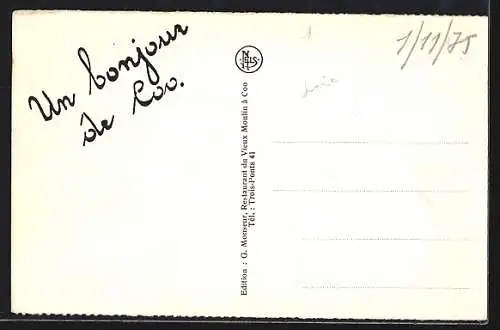 Un bonjour
de Coo.
NELS
Edition : G. Monseur, Restaurant du Vieux Moulin à Coo
Tél. : Trois-Ponts 41
1
1/11/75